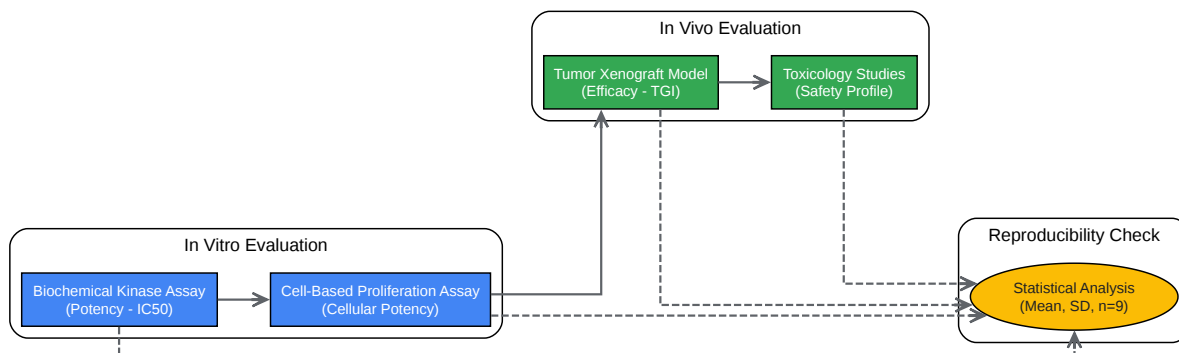 In Vivo Evaluation
Tumor Xenograft Model
(Efficacy - TGI)
Toxicology Studies
(Safety Profile)
In Vitro Evaluation
Biochemical Kinase Assay
(Potency - IC50)
Cell-Based Proliferation Assay
(Cellular Potency)
Reproducibility Check
Statistical Analysis
(Mean, SD, n=9)